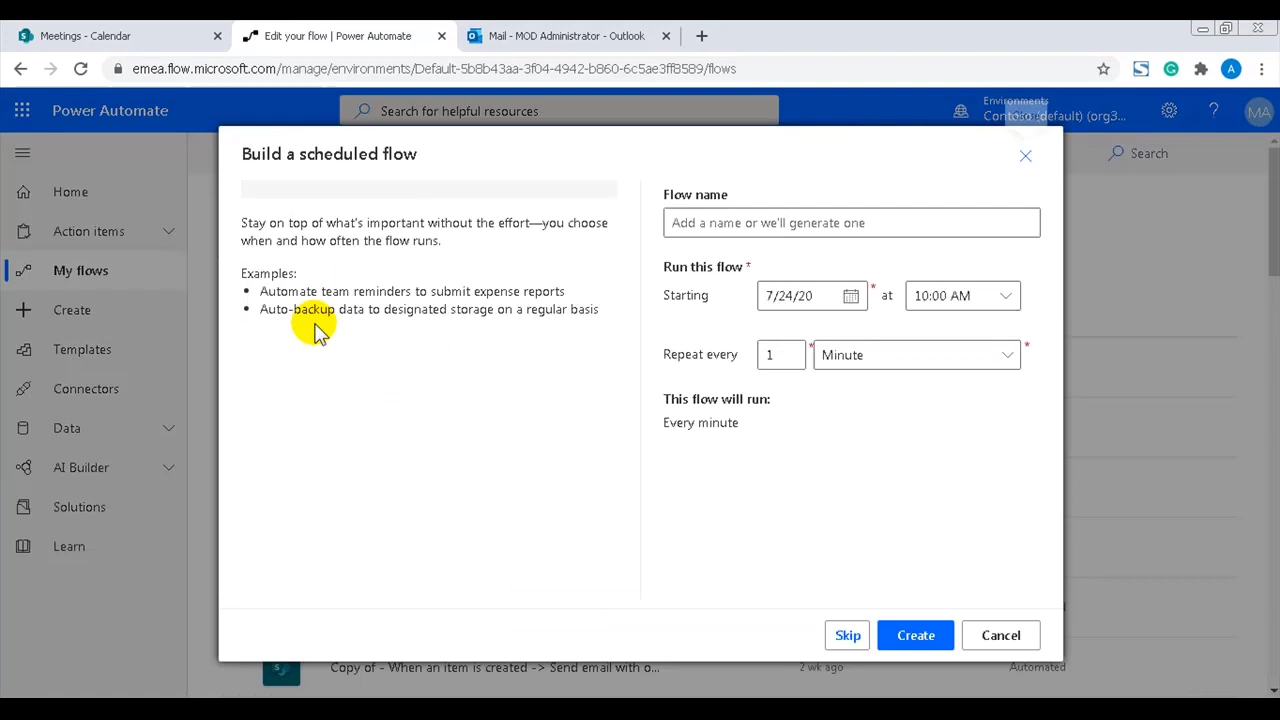 Meetings - Calendar
Edit your flow | Power Automate
Mail - MOD Administrator - Outlook
emea.flow.microsoft.com/manage/environments/Default-5b8b43aa-3f04-4942-b860-6c5ae3ff8589/flows
A
Power Automate
Search for helpful resources
Environments
Contoso (default) (org3...
MA
Build a scheduled flow
Search
Home
Action items
My flows
Create
Templates
Connectors
Data
AI Builder
Solutions
Learn
Stay on top of what's important without the effort—you choose
when and how often the flow runs.
Examples:
Automate team reminders to submit expense reports
Auto-backup data to designated storage on a regular basis
Flow name
Add a name or we'll generate one
Run this flow *
Starting
7/24/20
* at
10:00 AM
Repeat every
1
*
Minute
*
This flow will run:
Every minute
Skip
Create
Cancel
Copy of - When an item is created -> Send email with o...
2 wk ago
Automated